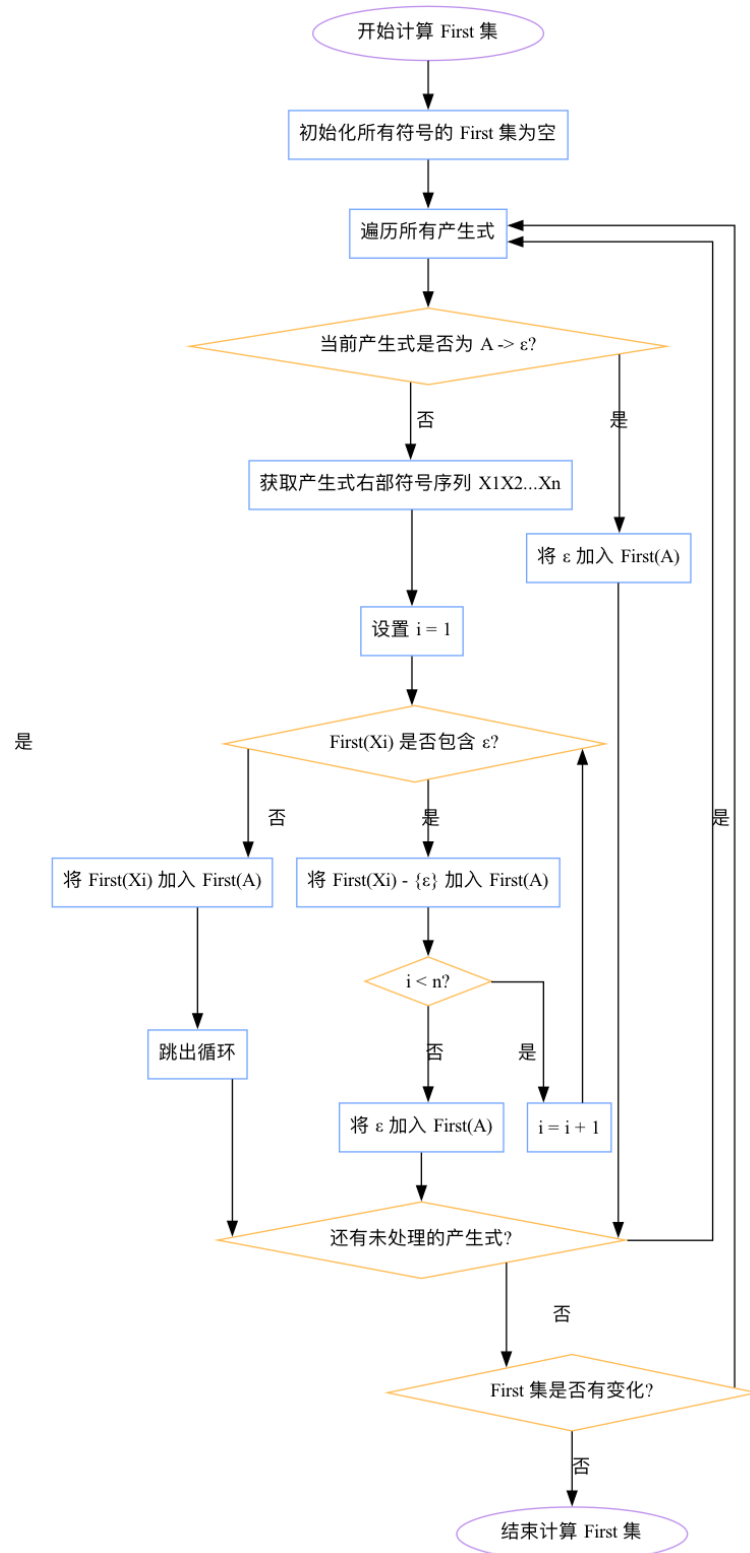 开始计算 First 集
初始化所有符号的 First 集为空
遍历所有产生式
当前产生式是否为 A -> ε?
否
是
获取产生式右部符号序列 X1X2...Xn
将 ε 加入 First(A)
设置 i = 1
是
First(Xi) 是否包含 ε?
否
是
是
将 First(Xi) 加入 First(A)
将 First(Xi) - {ε} 加入 First(A)
i < n?
跳出循环
否
是
将 ε 加入 First(A)
i = i + 1
还有未处理的产生式?
否
First 集是否有变化?
否
结束计算 First 集